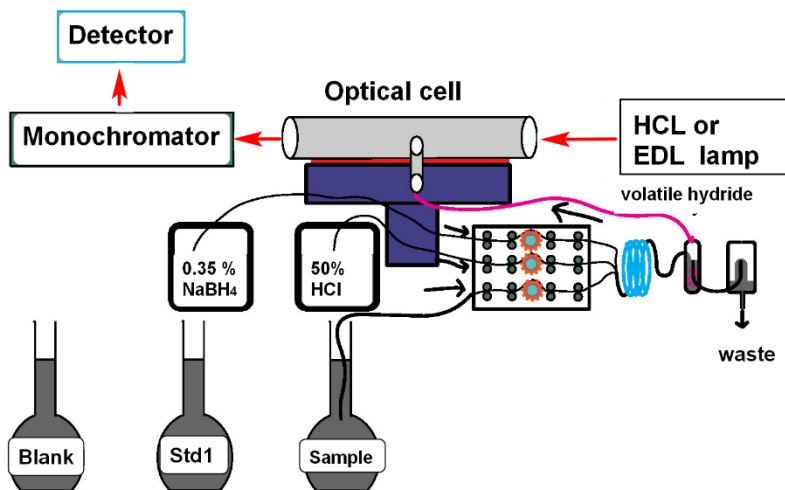 Detector
Optical cell
Monochromator
HCL or
EDL lamp
volatile hydride
0.35 %
NaBH4
50%
HCl
waste
Blank
Std1
Sample